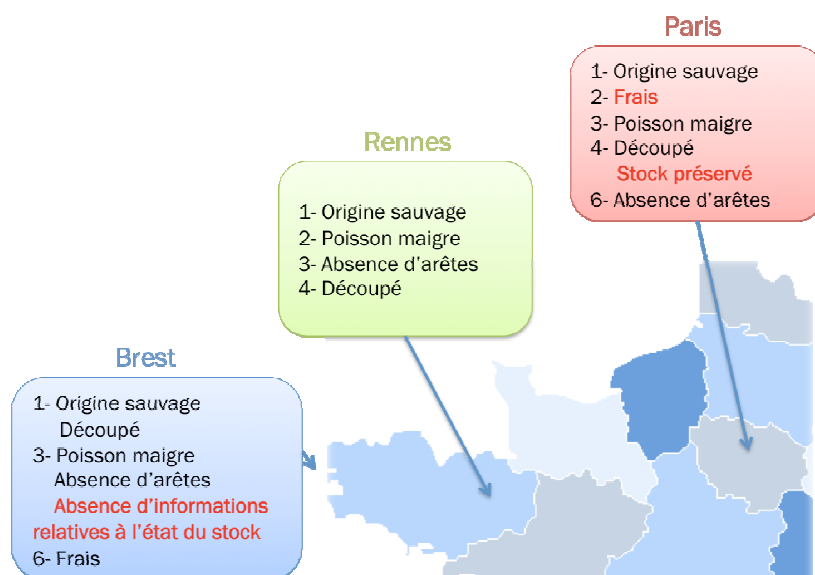 Paris
1- Origine sauvage
2- Frais
3- Poisson maigre
4- Découpé
Stock préservé
6- Absence d'arêtes
Rennes
1- Origine sauvage
2- Poisson maigre
3- Absence d'arêtes
4- Découpé
Brest
1- Origine sauvage
Découpé
3- Poisson maigre
Absence d'arêtes
Absence d'informations
relatives à l'état du stock
6- Frais